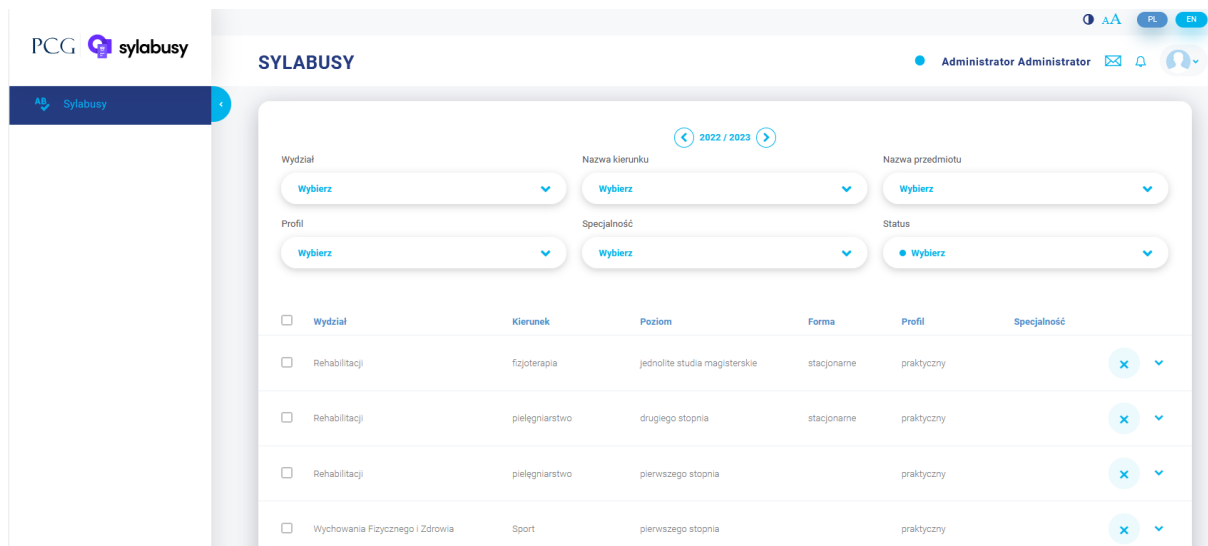 AA PL EN
PCG sylabusy
SYLABUSY
Administrator Administrator
AB Sylabusy
2022 / 2023
Wydział Nazwa kierunku Nazwa przedmiotu
Wybierz Wybierz Wybierz
Profil Specjalność Status
Wybierz Wybierz Wybierz
Wydział Kierunek Poziom Forma Profil Specjalność
Rehabilitacji fizjoterapia jednolite studia magisterskie stacjonarne praktyczny
Rehabilitacji pielęgniarstwo drugiego stopnia stacjonarne praktyczny
Rehabilitacji pielęgniarstwo pierwszego stopnia praktyczny
Wychowania Fizycznego i Zdrowia Sport pierwszego stopnia praktyczny